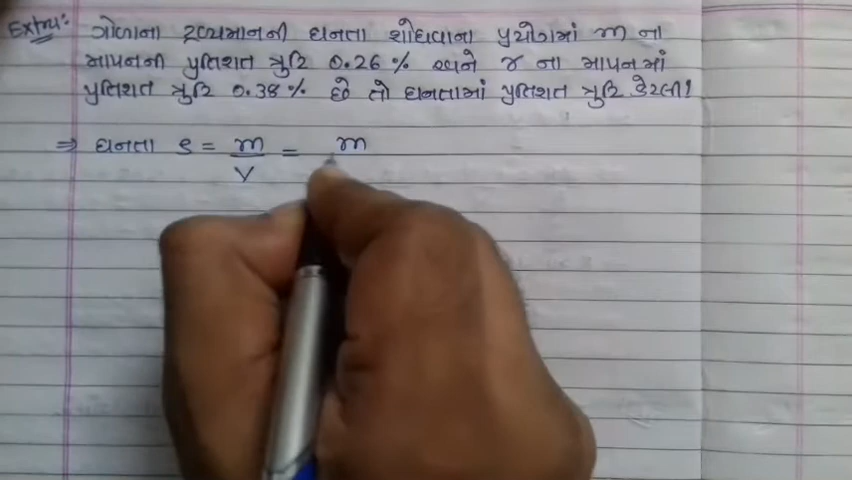 Extra: ગોળાના દ્રવ્યમાનની ઘનતા શોધવાના પ્રયોગમાં m ના
માપનની પ્રતિશત ત્રુટિ 0.26% અને r ના માપનમાં
પ્રતિશત ત્રુટિ 0.38% છે તો ઘનતામાં પ્રતિશત ત્રુટિ કેટલી?
⇒ ઘનતા ρ = m/V = m